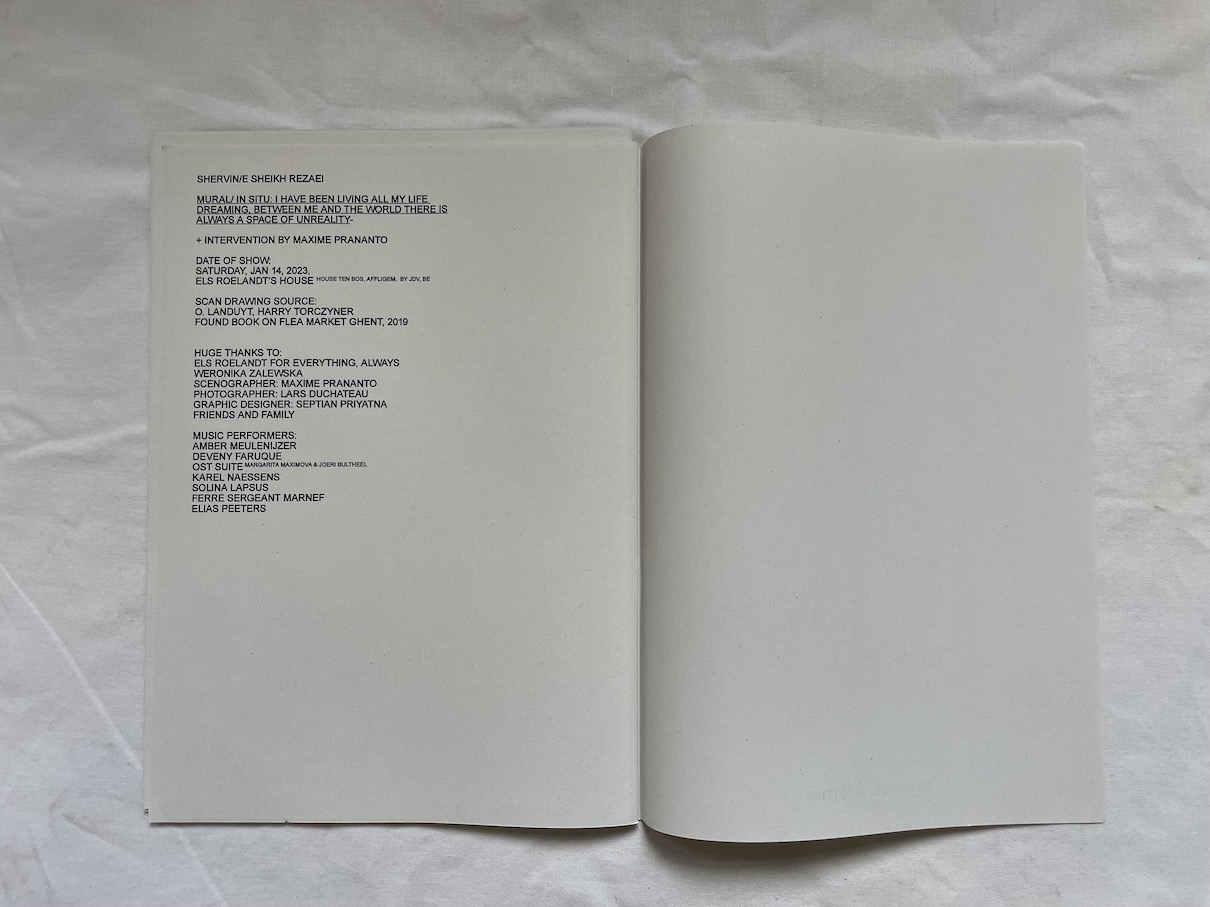 SHERVIN/E SHEIKH REZAEI
MURAL/ IN SITU: I HAVE BEEN LIVING ALL MY LIFE
DREAMING, BETWEEN ME AND THE WORLD THERE IS
ALWAYS A SPACE OF UNREALITY-
+ INTERVENTION BY MAXIME PRANANTO
DATE OF SHOW:
SATURDAY, JAN 14, 2023,
ELS ROELANDT'S HOUSE HOUSE TEN BOS, AFFLIGEM, BY JDV, BE
SCAN DRAWING SOURCE:
O. LANDUYT, HARRY TORCZYNER
FOUND BOOK ON FLEA MARKET GHENT, 2019
HUGE THANKS TO:
ELS ROELANDT FOR EVERYTHING, ALWAYS
WERONIKA ZALEWSKA
SCENOGRAPHER: MAXIME PRANANTO
PHOTOGRAPHER: LARS DUCHATEAU
GRAPHIC DESIGNER: SEPTIAN PRIYATNA
FRIENDS AND FAMILY
MUSIC PERFORMERS:
AMBER MEULENIJZER
DEVENY FARUQUE
OST SUITE MARGARITA MAXIMOVA & JOERI BULTHEEL
KAREL NAESSENS
SOLINA LAPSUS
FERRE SERGEANT MARNEF
ELIAS PEETERS